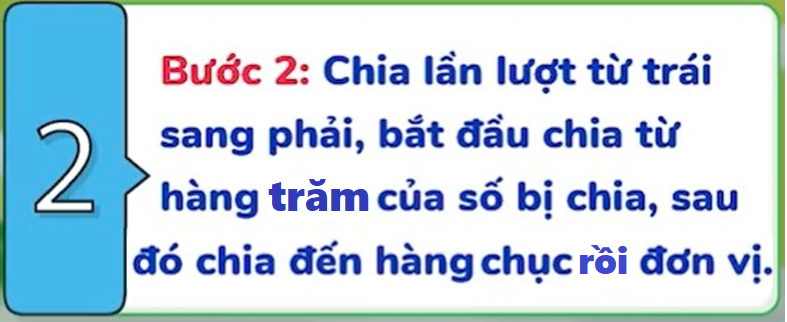 2
Bước 2: Chia lần lượt từ trái
sang phải, bắt đầu chia từ
hàng trăm của số bị chia, sau
đó chia đến hàng chục rồi đơn vị.